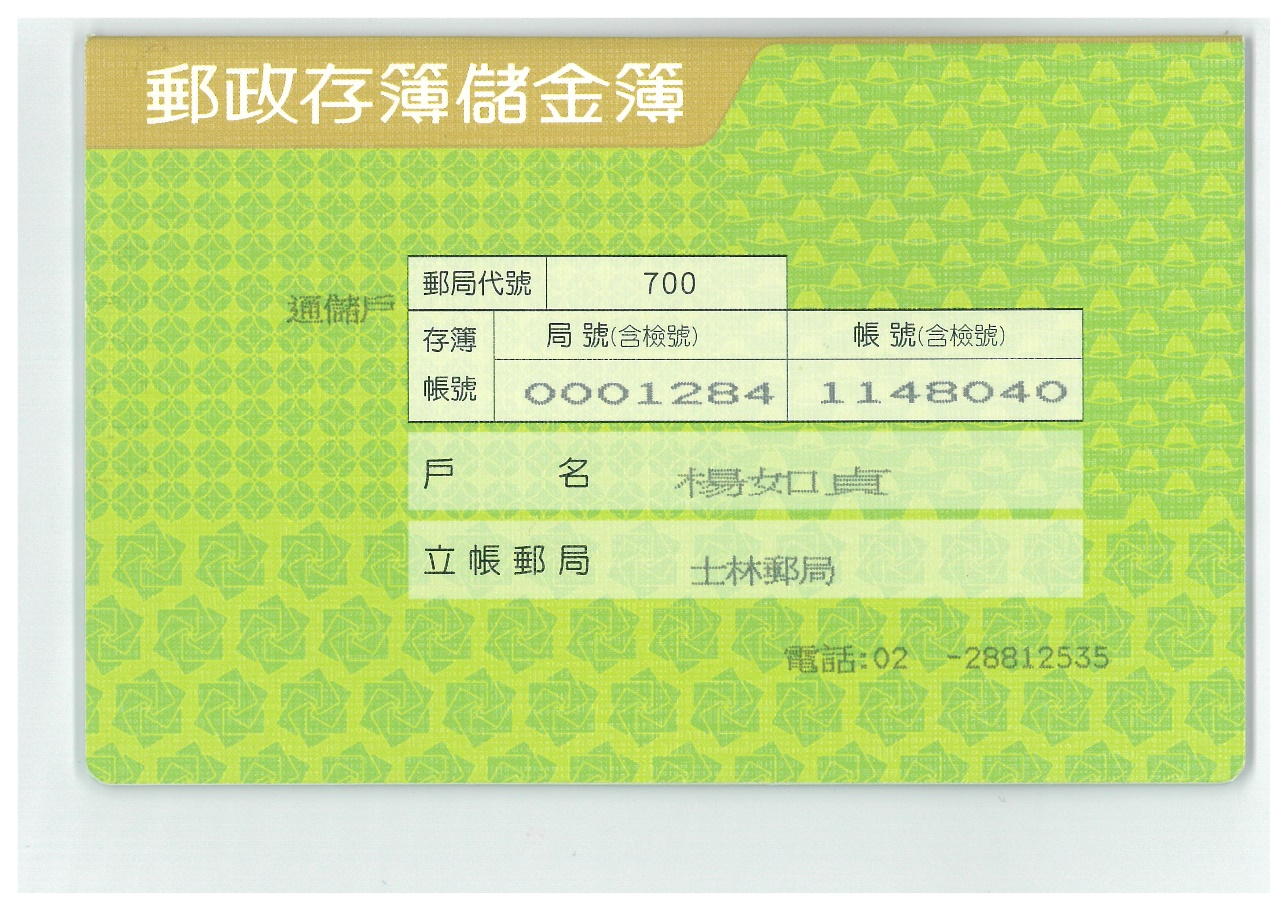 郵政存簿儲金簿
郵局代號 700
通儲戶
存簿帳號 局號(含檢號) 帳號(含檢號)
0001284 1148040
戶名 楊如貞
立帳郵局 士林郵局
電話:02 -28812535